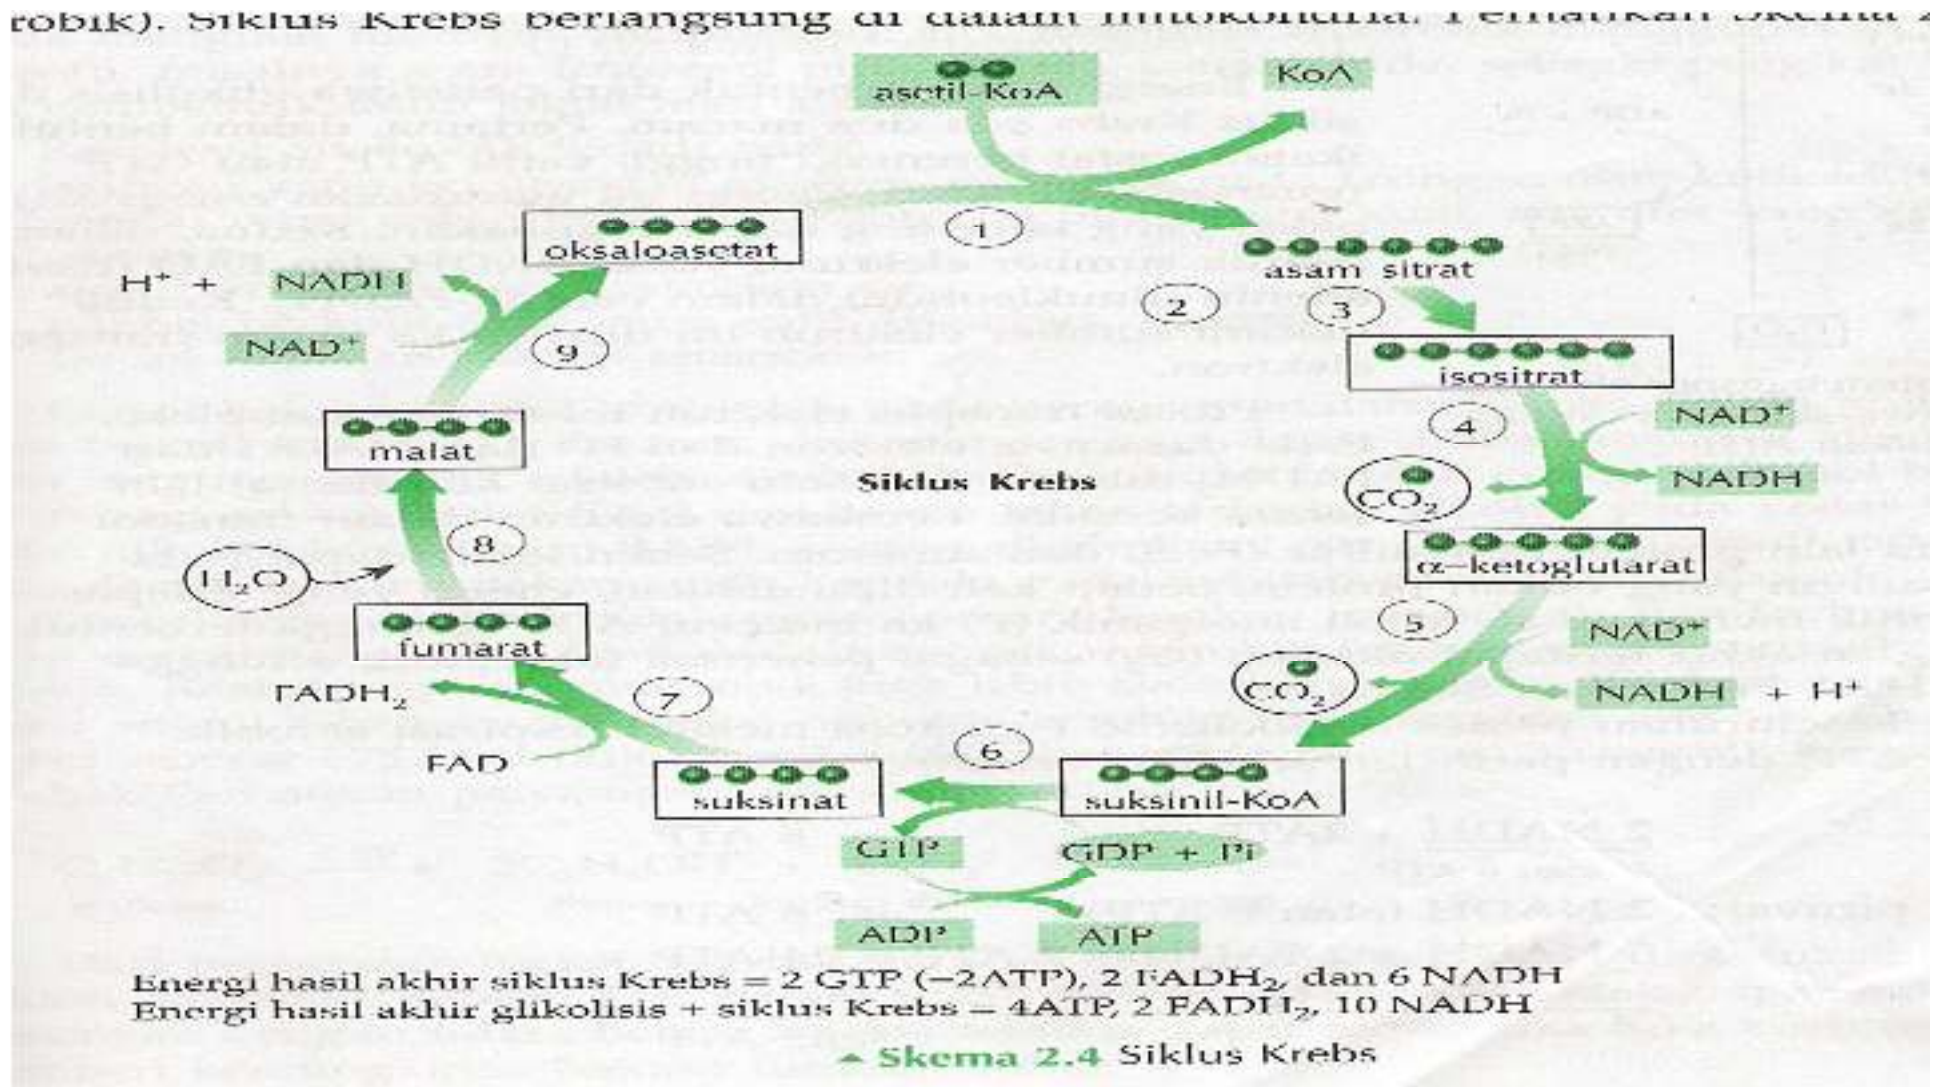 robik). Siklus Krebs berlangsung di dalam mitokondria. Perhatikan Skema 2
asetil-KoA
KoA
1
oksaloasetat
asam sitrat
H⁺ + NADH
NAD⁺
9
2
3
isositrat
4
NAD⁺
NADH
CO₂
malat
Siklus Krebs
α-ketoglutarat
8
H₂O
5
NAD⁺
CO₂
NADH + H⁺
fumarat
FADH₂
7
FAD
6
suksinat
suksinil-KoA
GTP
GDP + Pi
ADP
ATP
Energi hasil akhir siklus Krebs = 2 GTP (=2ATP), 2 FADH₂, dan 6 NADH
Energi hasil akhir glikolisis + siklus Krebs = 4ATP, 2 FADH₂, 10 NADH
Skema 2.4 Siklus Krebs